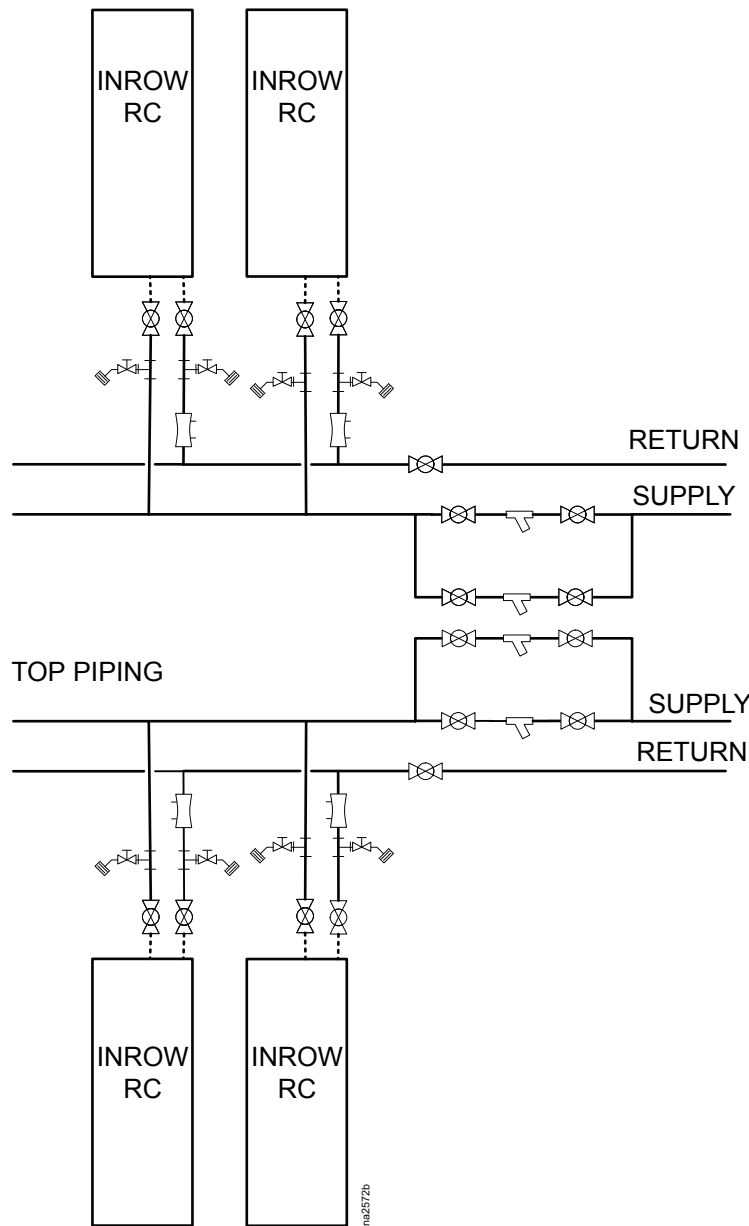 INROW
RC
INROW
RC
RETURN
SUPPLY
TOP PIPING
SUPPLY
RETURN
INROW
RC
INROW
RC
na2572b